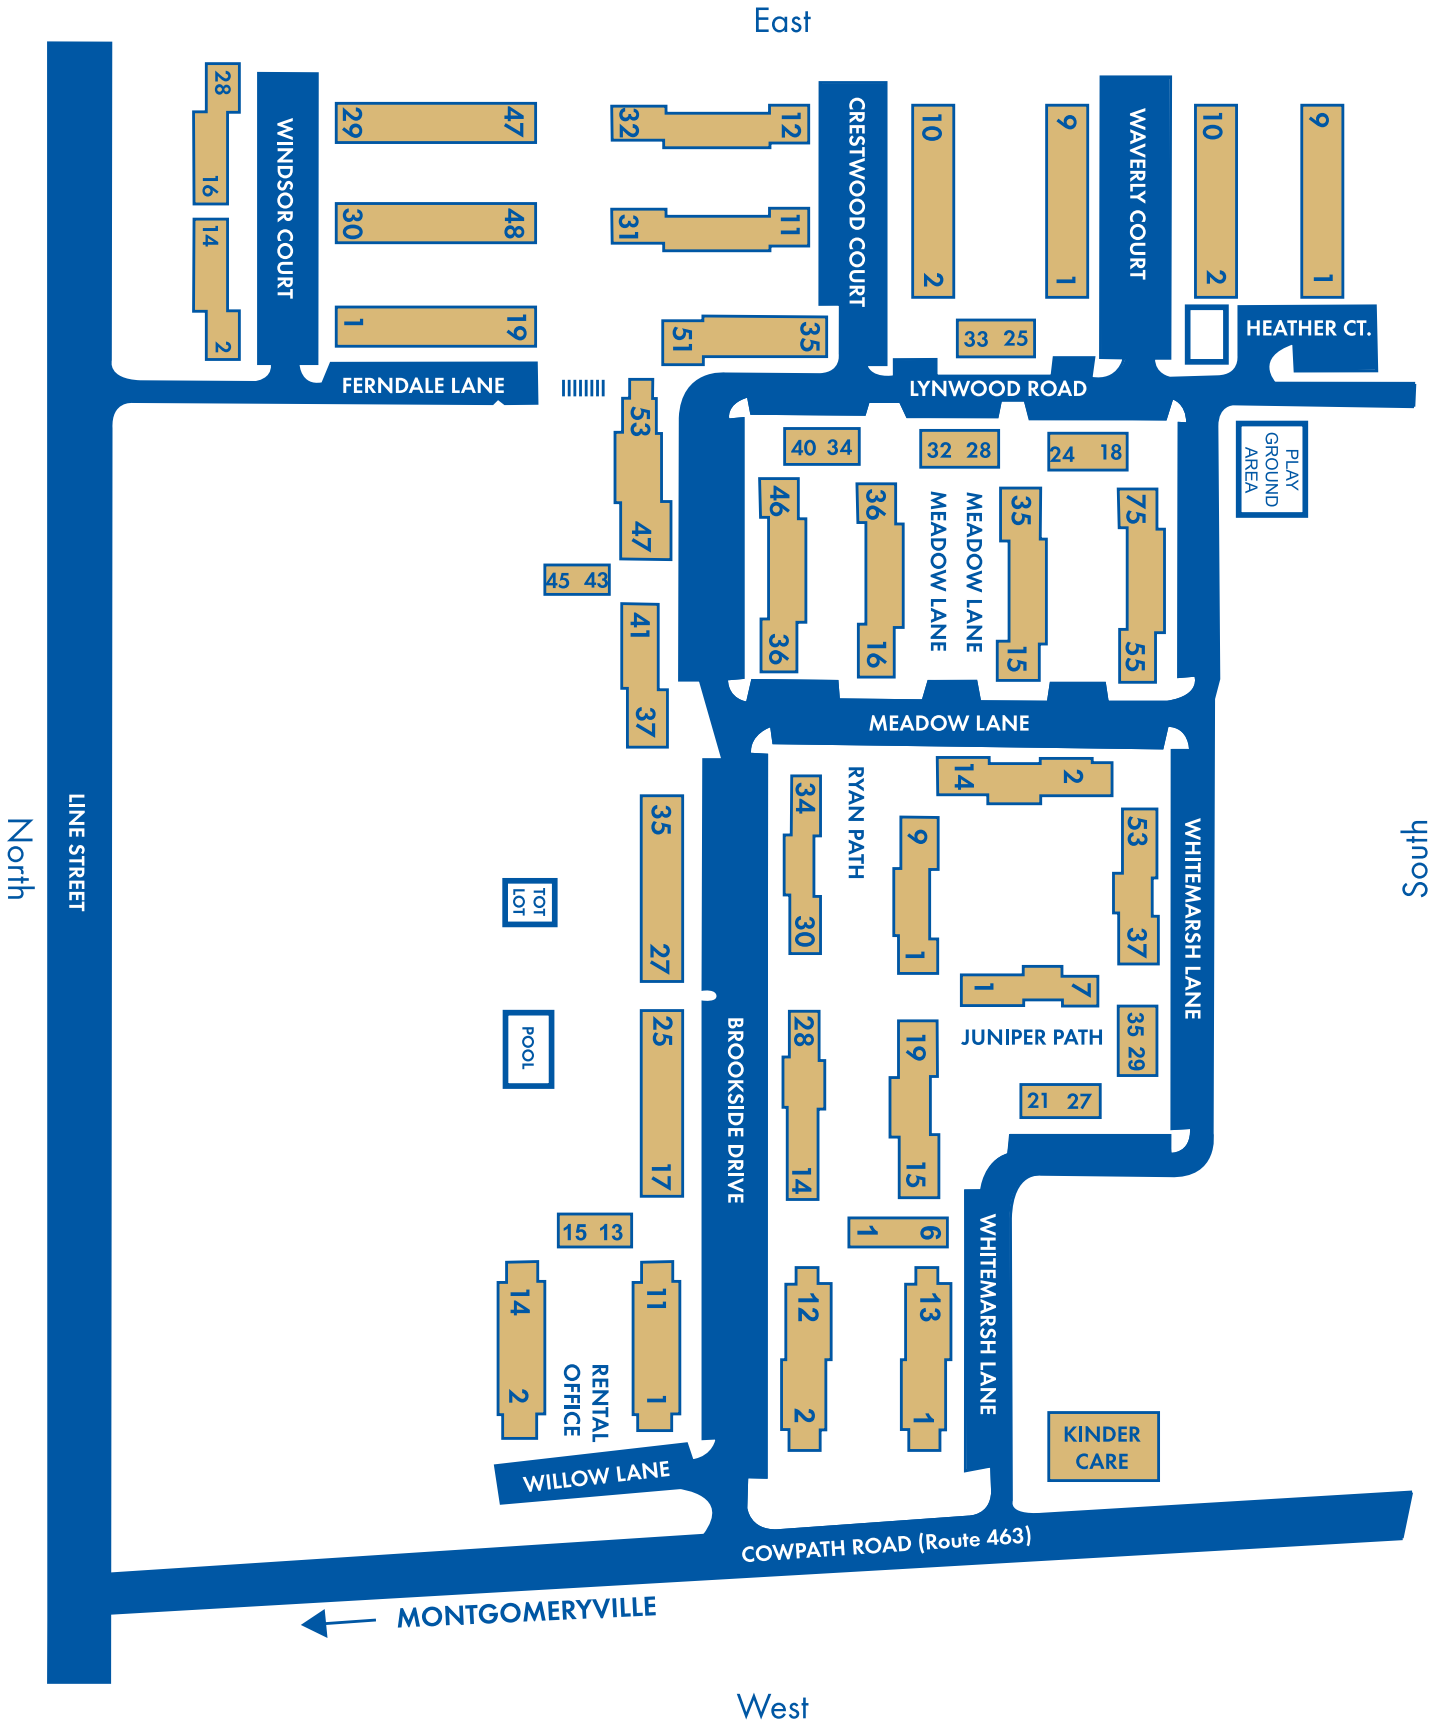 East
28
16
14
2
WINDSOR COURT
29 47
30 48
1 19
32 12
31 11
51 35
CRESTWOOD COURT
10
2
9
1
WAVERLY COURT
10
2
9
1
33 25
HEATHER CT.
FERNDALE LANE
LYNWOOD ROAD
53
47
40 34
32 28
24 18
PLAY
GROUND
AREA
46
36
36
16
MEADOW LANE
MEADOW LANE
35
15
75
55
45 43
41
37
MEADOW LANE
14 2
LINE STREET
North
South
35
27
TOT
LOT
34
30
RYAN PATH
9
1
53
37
WHITEMARSH LANE
1 7
JUNIPER PATH
35
29
21 27
POOL
25
17
BROOKSIDE DRIVE
28
14
19
15
15 13
1 6
14
2
RENTAL
OFFICE
11
1
12
2
13
1
WHITEMARSH LANE
KINDER
CARE
WILLOW LANE
COWPATH ROAD (Route 463)
MONTGOMERYVILLE
West